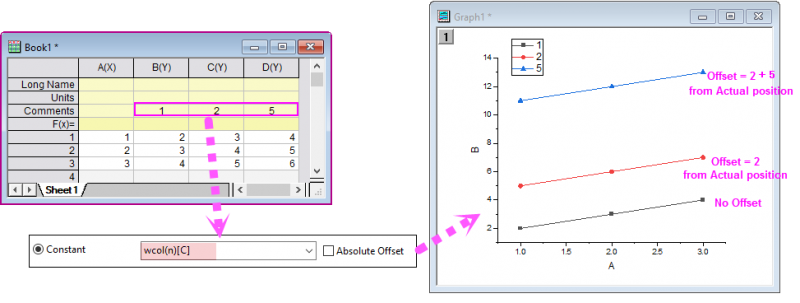 Book1 *
A(X) B(Y) C(Y) D(Y)
Long Name
Units
Comments 1 2 5
F(x)=
1 1 2 3 4
2 2 3 4 5
3 3 4 5 6
4
Sheet1
Constant wcol(n)[C] Absolute Offset
Graph1 *
1
1
2
5
14
12
10
8
6
4
2
B
1.0 1.5 2.0 2.5 3.0
A
Offset = 2 + 5
from Actual position
Offset = 2
from Actual position
No Offset